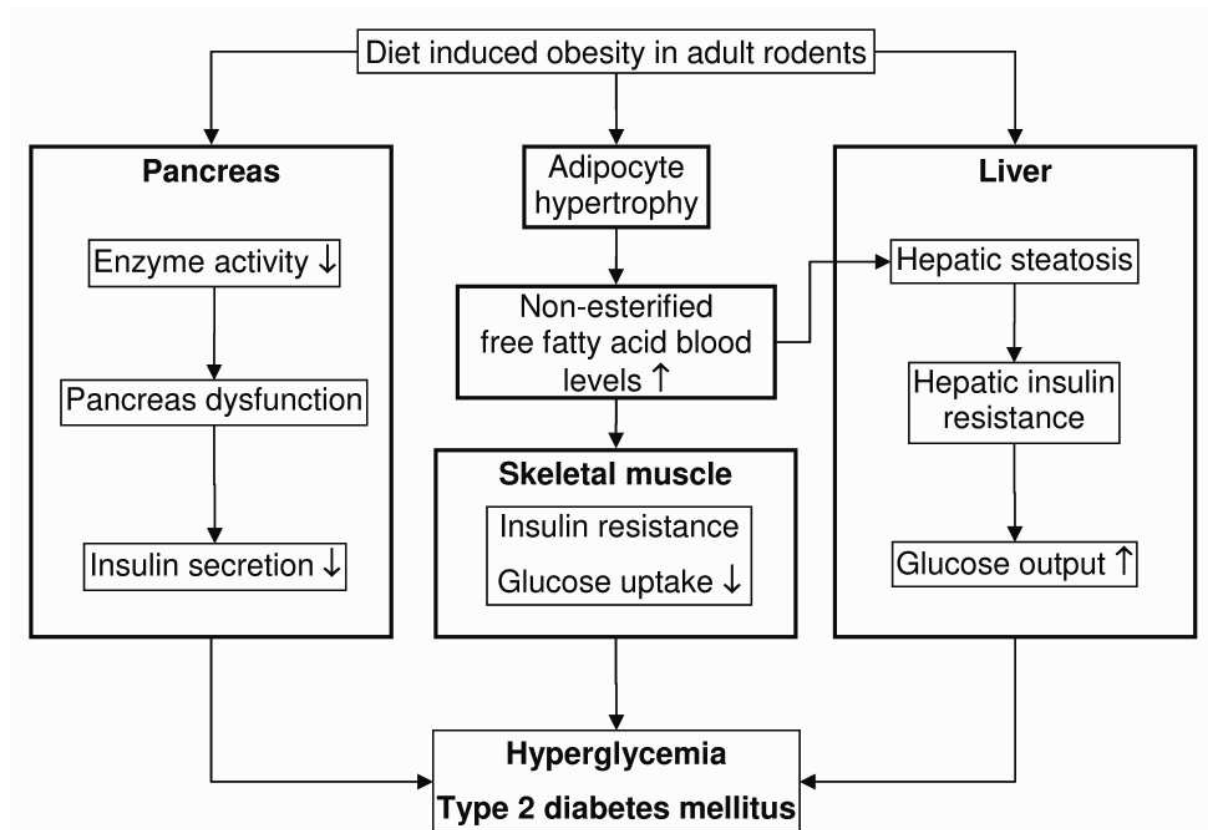 Diet induced obesity in adult rodents
Pancreas
Enzyme activity ↓
Pancreas dysfunction
Insulin secretion ↓
Adipocyte
hypertrophy
Non-esterified
free fatty acid blood
levels ↑
Skeletal muscle
Insulin resistance
Glucose uptake ↓
Liver
Hepatic steatosis
Hepatic insulin
resistance
Glucose output ↑
Hyperglycemia
Type 2 diabetes mellitus